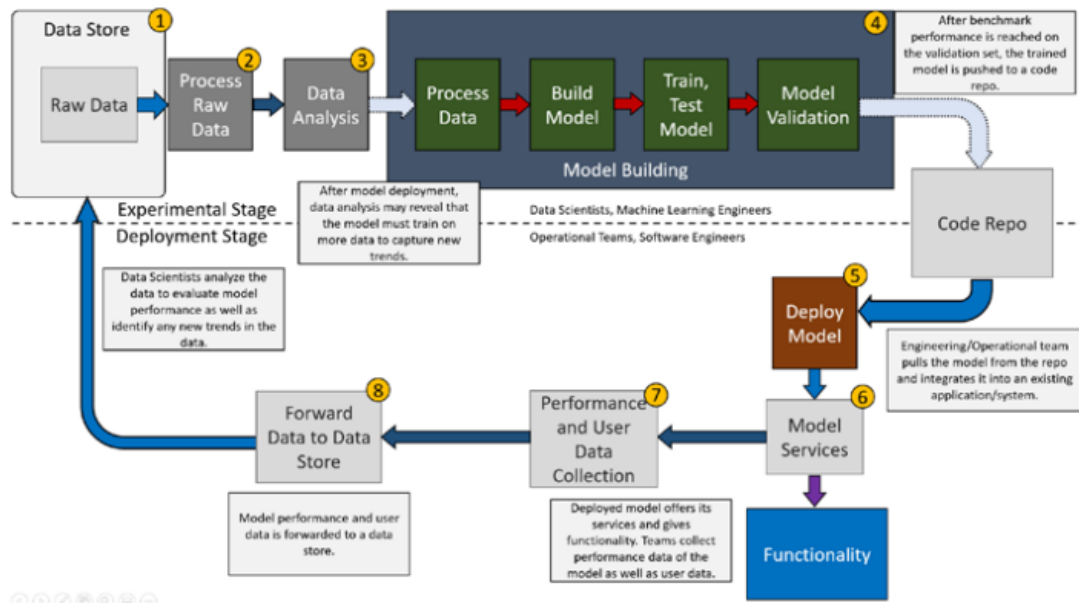 1
Data Store
Raw Data
2
Process
Raw
Data
3
Data
Analysis
4
Process
Data
Build
Model
Train,
Test
Model
Model
Validation
Model Building
After benchmark
performance is reached on
the validation set, the trained
model is pushed to a code
repo.
After model deployment,
data analysis may reveal that
the model must train on
more data to capture new
trends.
Experimental Stage
Data Scientists, Machine Learning Engineers
Deployment Stage
Operational Teams, Software Engineers
Code Repo
Data Scientists analyze the
data to evaluate model
performance as well as
identify any new trends in the
data.
5
Deploy
Model
Engineering/Operational team
pulls the model from the repo
and integrates it into an existing
application/system.
8
Forward
Data to Data
Store
7
Performance
and User
Data
Collection
6
Model
Services
Model performance and user
data is forwarded to a data
store.
Deployed model offers its
services and gives
functionality. Teams collect
performance data of the
model as well as user data.
Functionality